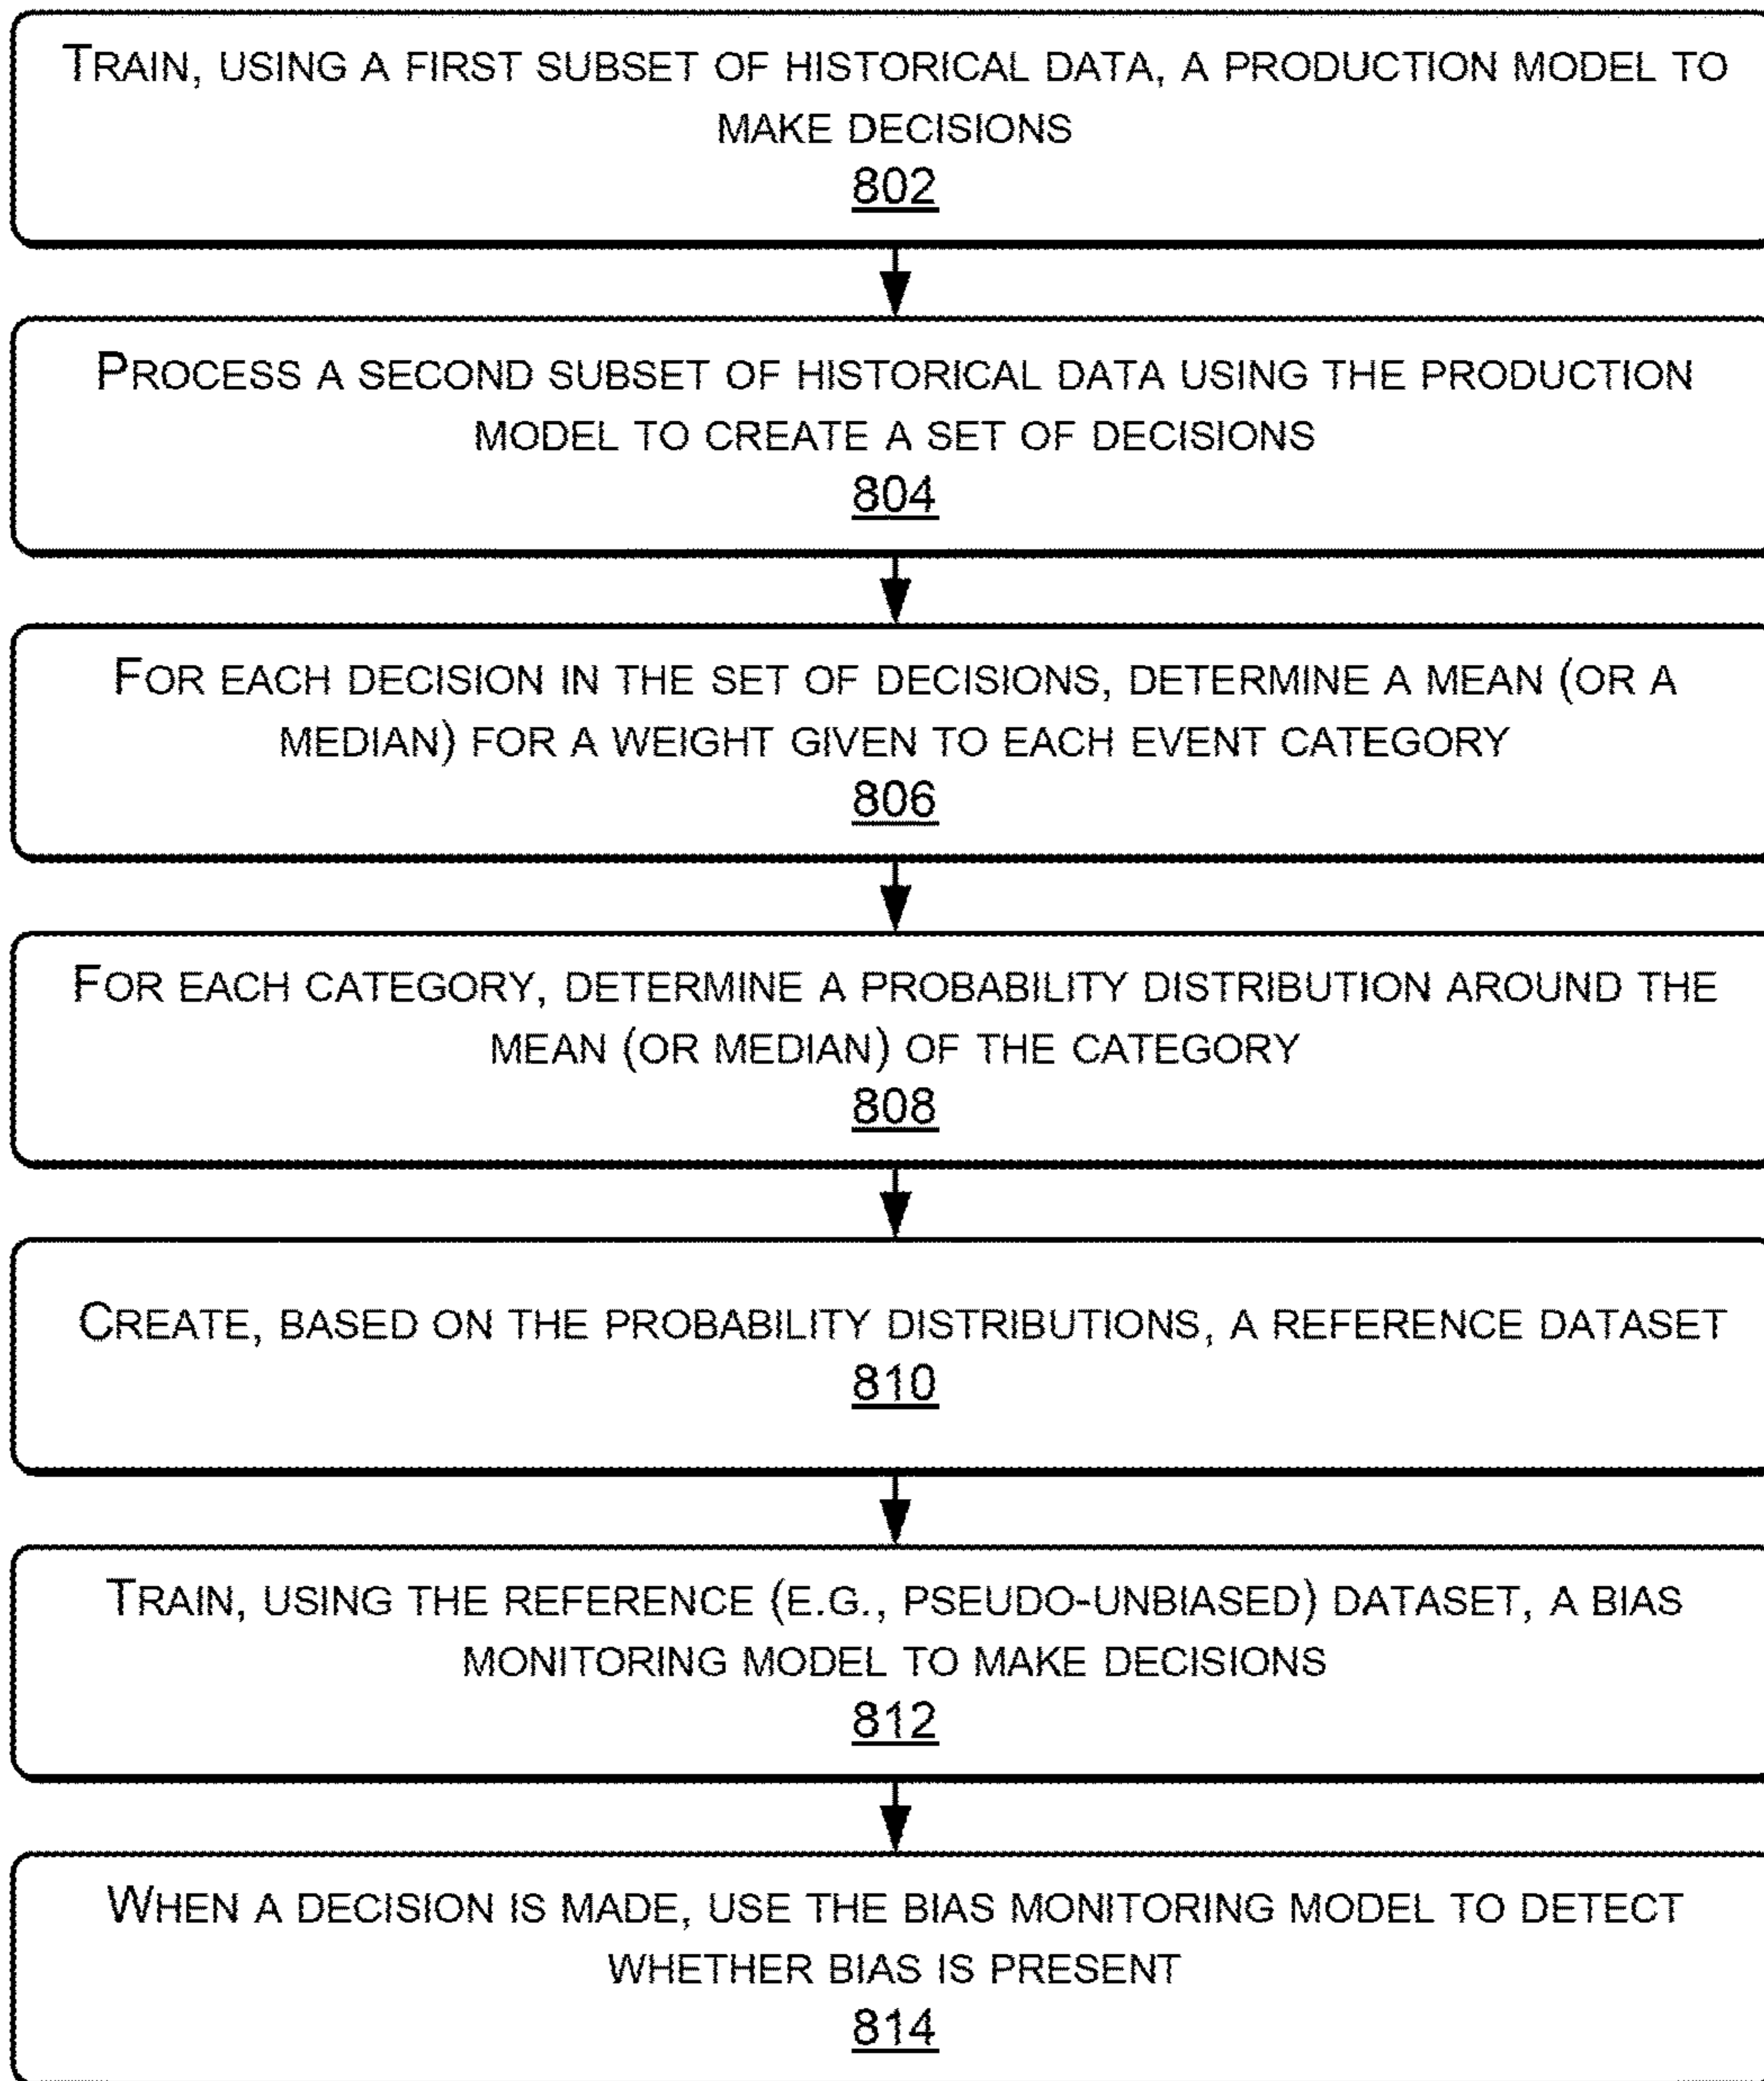 TRAIN, USING A FIRST SUBSET OF HISTORICAL DATA, A PRODUCTION MODEL TO
MAKE DECISIONS
802
PROCESS A SECOND SUBSET OF HISTORICAL DATA USING THE PRODUCTION
MODEL TO CREATE A SET OF DECISIONS
804
FOR EACH DECISION IN THE SET OF DECISIONS, DETERMINE A MEAN (OR A
MEDIAN) FOR A WEIGHT GIVEN TO EACH EVENT CATEGORY
806
FOR EACH CATEGORY, DETERMINE A PROBABILITY DISTRIBUTION AROUND THE
MEAN (OR MEDIAN) OF THE CATEGORY
808
CREATE, BASED ON THE PROBABILITY DISTRIBUTIONS, A REFERENCE DATASET
810
TRAIN, USING THE REFERENCE (E.G., PSEUDO-UNBIASED) DATASET, A BIAS
MONITORING MODEL TO MAKE DECISIONS
812
WHEN A DECISION IS MADE, USE THE BIAS MONITORING MODEL TO DETECT
WHETHER BIAS IS PRESENT
814